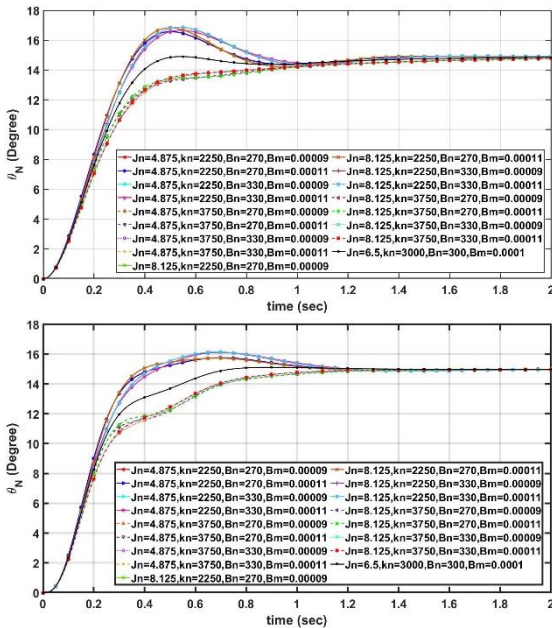 18
16
14
12
10
8
6
4
2
0
θN (Degree)
Jn=4.875,kn=2250,Bn=270,Bm=0.00009
Jn=4.875,kn=2250,Bn=270,Bm=0.00011
Jn=4.875,kn=2250,Bn=330,Bm=0.00009
Jn=4.875,kn=2250,Bn=330,Bm=0.00011
Jn=4.875,kn=3750,Bn=270,Bm=0.00009
Jn=4.875,kn=3750,Bn=270,Bm=0.00011
Jn=4.875,kn=3750,Bn=330,Bm=0.00009
Jn=4.875,kn=3750,Bn=330,Bm=0.00011
Jn=8.125,kn=2250,Bn=270,Bm=0.00009
Jn=8.125,kn=2250,Bn=270,Bm=0.00011
Jn=8.125,kn=2250,Bn=330,Bm=0.00009
Jn=8.125,kn=2250,Bn=330,Bm=0.00011
Jn=8.125,kn=3750,Bn=270,Bm=0.00009
Jn=8.125,kn=3750,Bn=270,Bm=0.00011
Jn=8.125,kn=3750,Bn=330,Bm=0.00009
Jn=8.125,kn=3750,Bn=330,Bm=0.00011
Jn=6.5,kn=3000,Bn=300,Bm=0.0001
0 0.2 0.4 0.6 0.8 1 1.2 1.4 1.6 1.8 2
time (sec)
18
16
14
12
10
8
6
4
2
0
θN (Degree)
Jn=4.875,kn=2250,Bn=270,Bm=0.00009
Jn=4.875,kn=2250,Bn=270,Bm=0.00011
Jn=4.875,kn=2250,Bn=330,Bm=0.00009
Jn=4.875,kn=2250,Bn=330,Bm=0.00011
Jn=4.875,kn=3750,Bn=270,Bm=0.00009
Jn=4.875,kn=3750,Bn=270,Bm=0.00011
Jn=4.875,kn=3750,Bn=330,Bm=0.00009
Jn=4.875,kn=3750,Bn=330,Bm=0.00011
Jn=8.125,kn=2250,Bn=270,Bm=0.00009
Jn=8.125,kn=2250,Bn=270,Bm=0.00011
Jn=8.125,kn=2250,Bn=330,Bm=0.00009
Jn=8.125,kn=2250,Bn=330,Bm=0.00011
Jn=8.125,kn=3750,Bn=270,Bm=0.00009
Jn=8.125,kn=3750,Bn=270,Bm=0.00011
Jn=8.125,kn=3750,Bn=330,Bm=0.00009
Jn=8.125,kn=3750,Bn=330,Bm=0.00011
Jn=6.5,kn=3000,Bn=300,Bm=0.0001
0 0.2 0.4 0.6 0.8 1 1.2 1.4 1.6 1.8 2
time (sec)